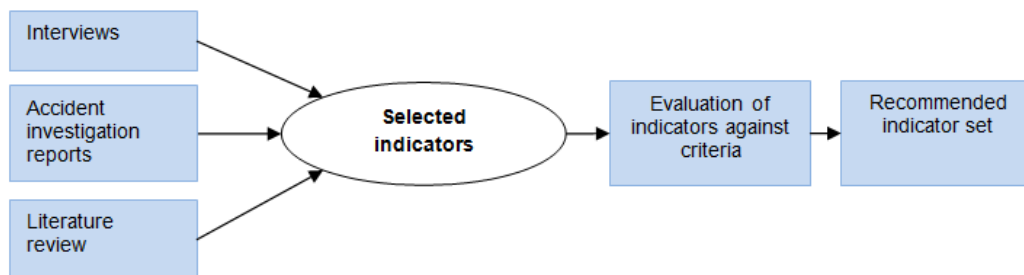 Interviews
Accident
investigation
reports
Literature
review
Selected
indicators
Evaluation of
indicators against
criteria
Recommended
indicator set